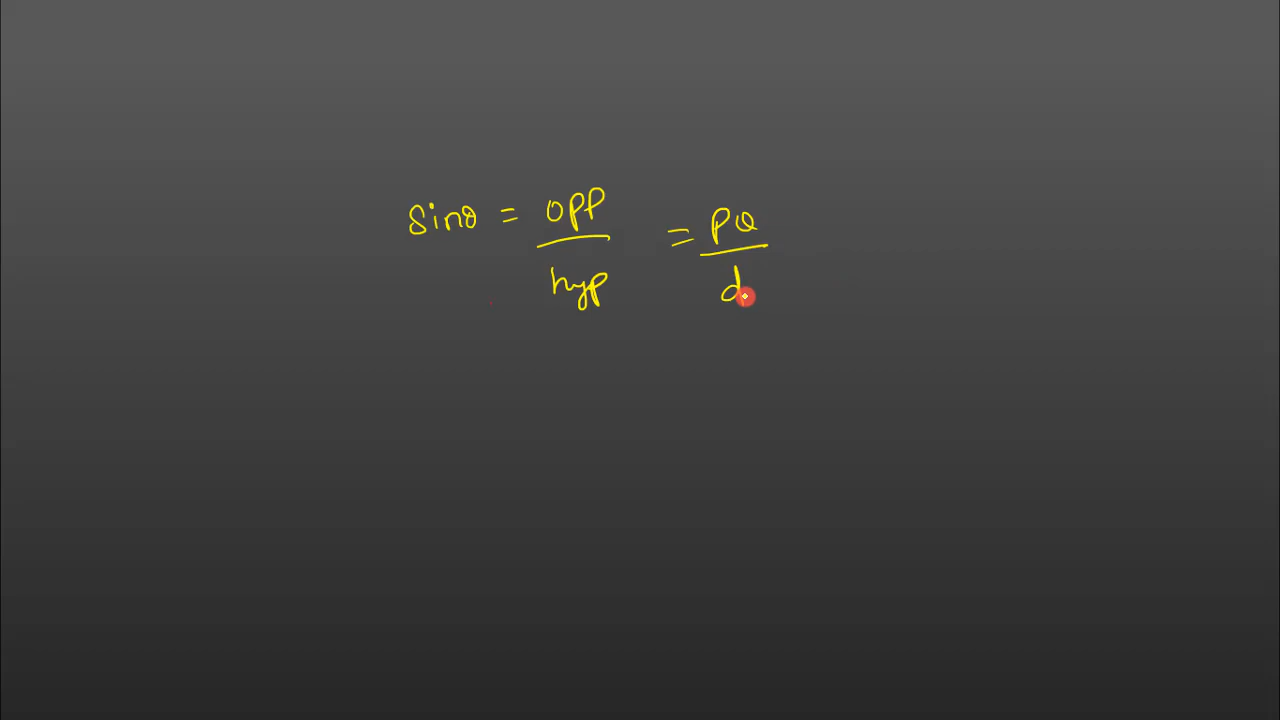 sinθ = opp/hyp = PQ/d